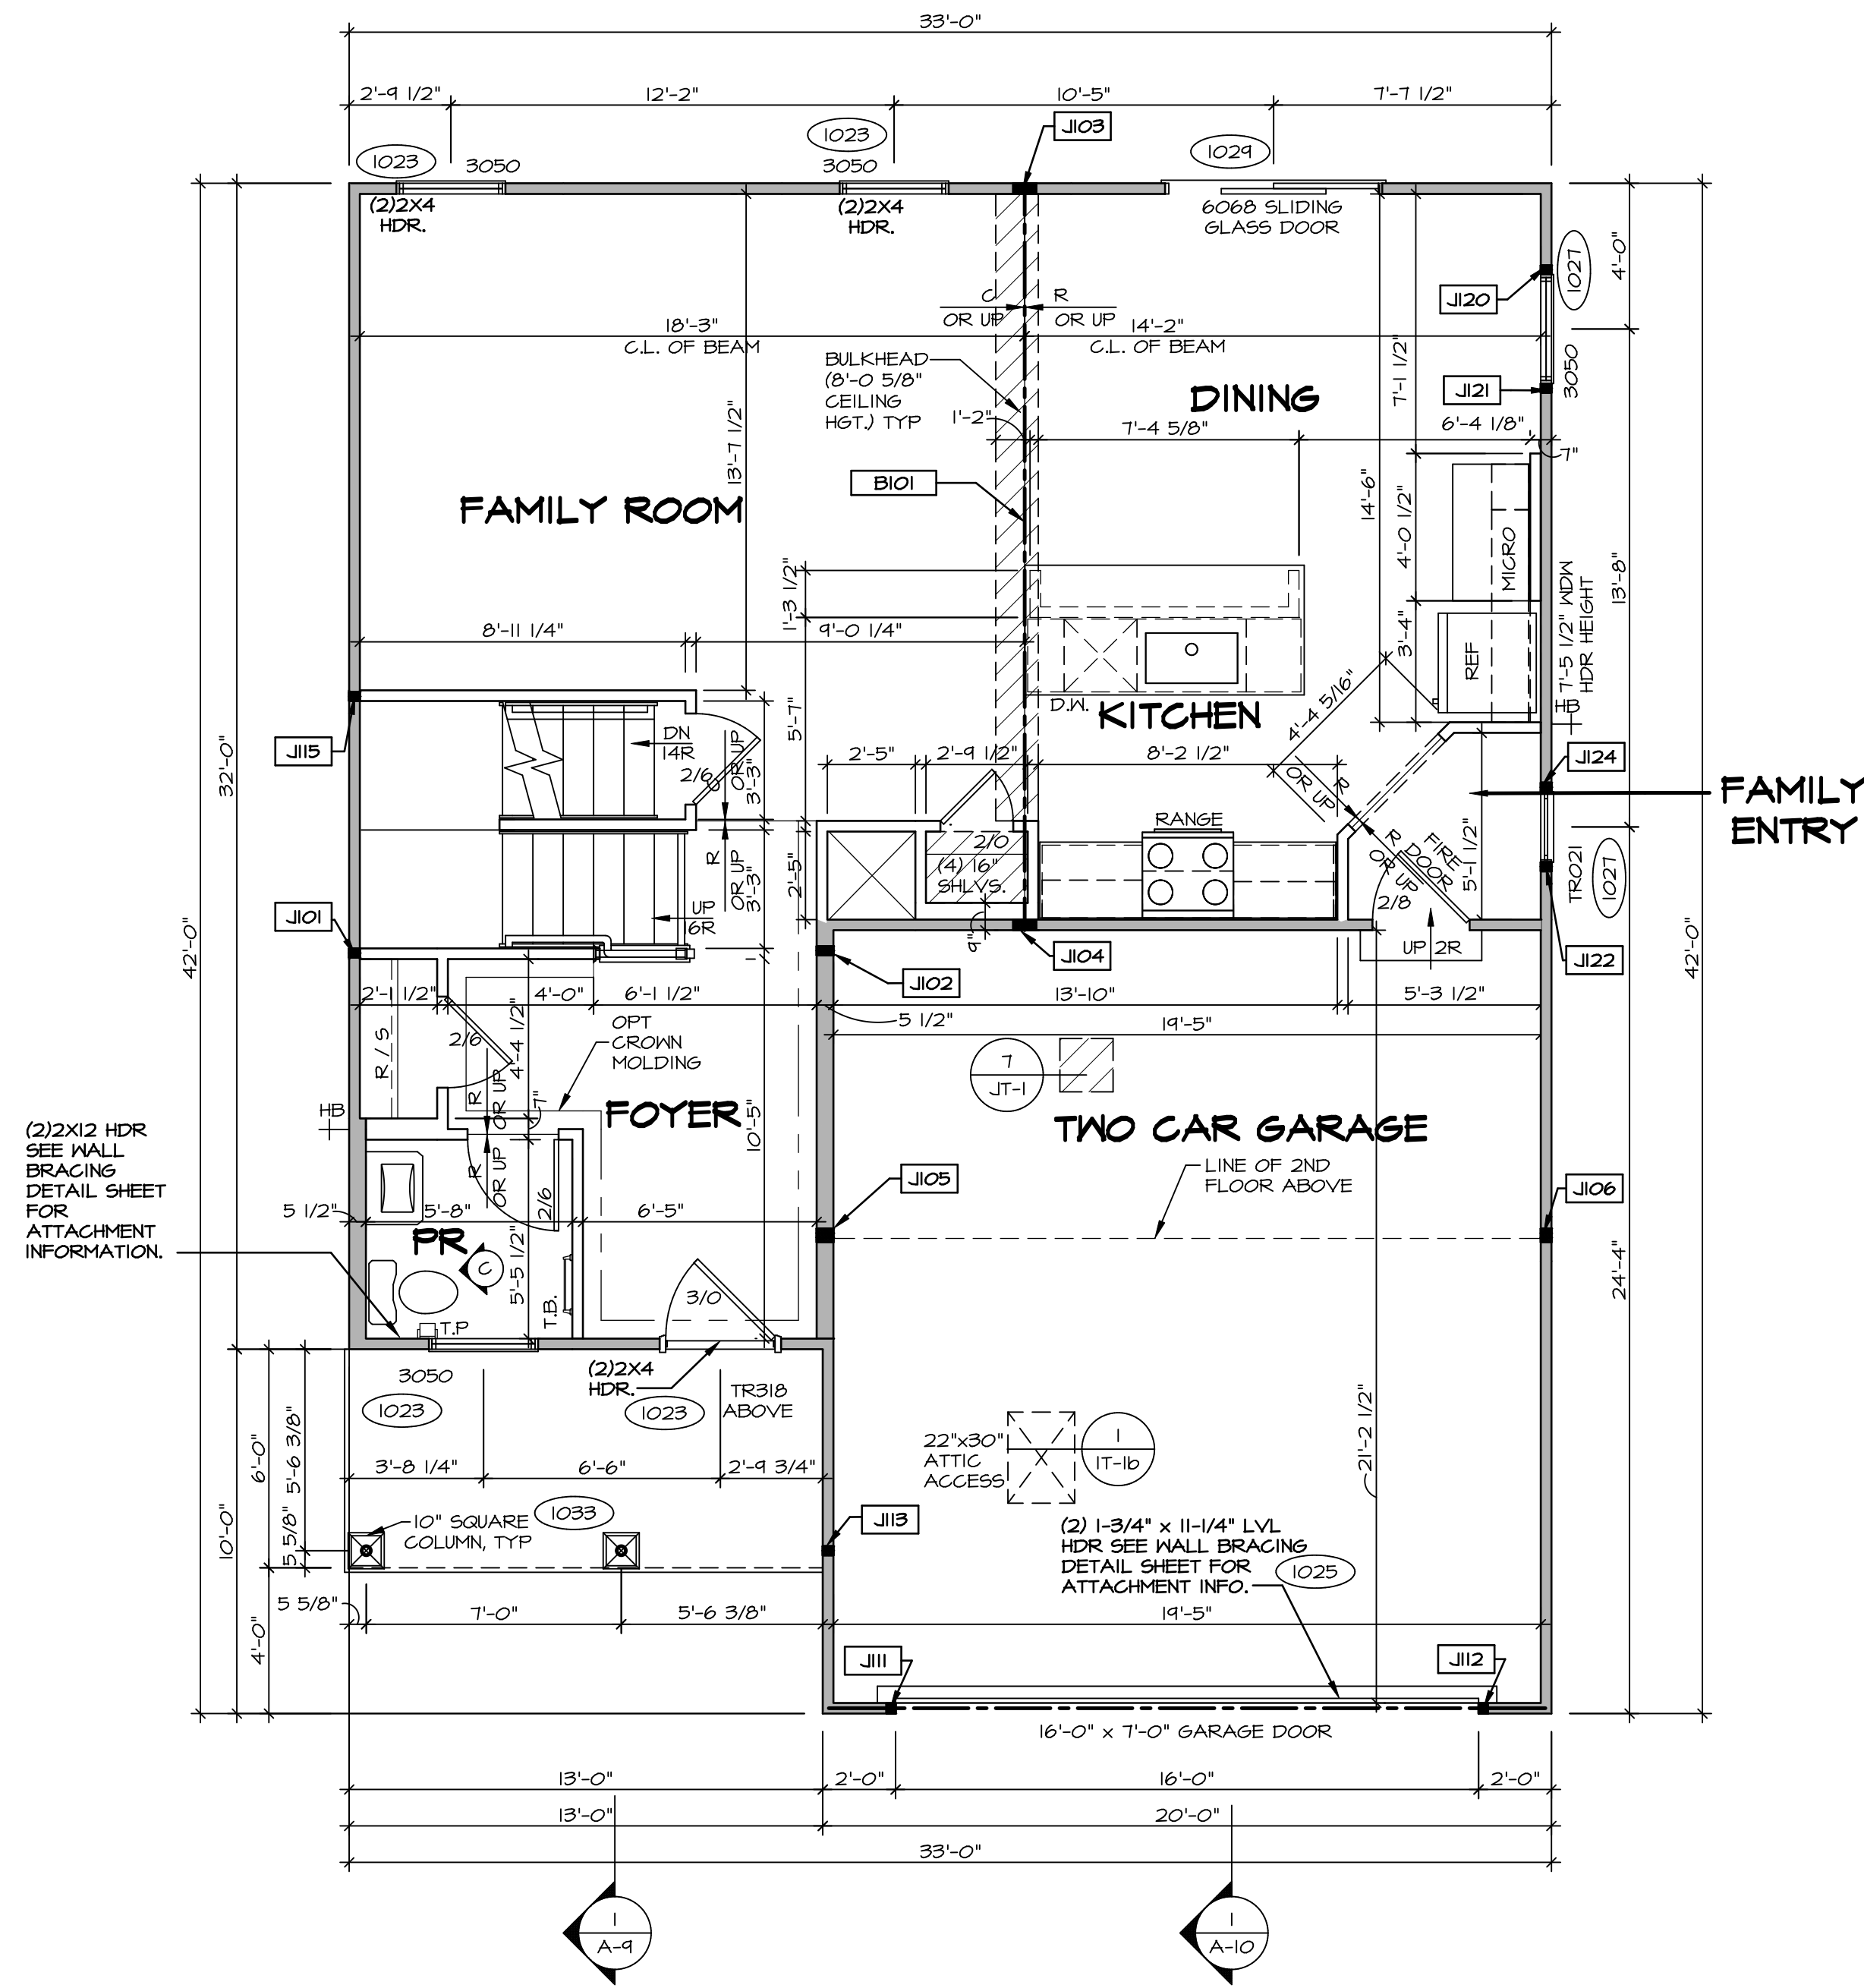 33'-0"
2'-9 1/2"
12'-2"
10'-5"
7'-7 1/2"
1023
3050
1023
3050
J103
1029
(2)2X4
HDR.
(2)2X4
HDR.
6068 SLIDING
GLASS DOOR
1027
4'-0"
J120
C
OR UP
R
OR UP
18'-3"
C.L. OF BEAM
14'-2"
C.L. OF BEAM
7'-1 1/2"
3050
J121
BULKHEAD
(8'-0 5/8"
CEILING
HGT.) TYP
DINING
1'-2"
7'-4 5/8"
6'-4 1/8"
7"
13'-7 1/2"
B101
FAMILY ROOM
14'-6"
4'-0 1/2"
MICRO
13'-8"
1'-3 1/2"
8'-11 1/4"
9'-0 1/4"
3'-4"
REF
7'-5 1/2" WDW
HDR HEIGHT
HB
D.W.
KITCHEN
4'-4 5/16"
5'-7"
J115
DN
14R
2/6
R
OR UP
3'-3"
2'-5"
2'-9 1/2"
8'-2 1/2"
R
OR UP
J124
FAMILY
ENTRY
32'-0"
42'-0"
42'-0"
RANGE
R
OR UP
FIRE
DOOR
5'-1 1/2"
TR021
1027
R
OR UP
3'-3"
2'-5"
2/0
(4) 16"
SHLVS.
2/8
J101
UP
6R
9"
J104
UP 2R
J122
J102
2'-1 1/2"
4'-0"
6'-1 1/2"
5 1/2"
13'-10"
5'-3 1/2"
19'-5"
R / S
2/6
4'-4 1/2"
OPT
CROWN
MOLDING
7
JT-1
R
OR UP
7"
FOYER
10'-5"
TWO CAR GARAGE
HB
(2)2X12 HDR
SEE WALL
BRACING
DETAIL SHEET
FOR
ATTACHMENT
INFORMATION.
R
OR UP
J105
LINE OF 2ND
FLOOR ABOVE
J106
5 1/2"
5'-8"
2/6
6'-5"
PR
C
5'-5 1/2"
T.B.
3/0
24'-4"
T.P
3050
1023
(2)2X4
HDR.
1023
TR318
ABOVE
21'-2 1/2"
22"x30"
ATTIC
ACCESS
1
1T-1b
6'-0"
5'-6 3/8"
3'-8 1/4"
6'-6"
2'-9 3/4"
10'-0"
5 5/8"
10" SQUARE
COLUMN, TYP
1033
J113
(2) 1-3/4" x 11-1/4" LVL
HDR SEE WALL BRACING
DETAIL SHEET FOR
ATTACHMENT INFO.
1025
5 5/8"
7'-0"
5'-6 3/8"
19'-5"
4'-0"
J111
J112
16'-0" x 7'-0" GARAGE DOOR
13'-0"
2'-0"
16'-0"
2'-0"
13'-0"
20'-0"
33'-0"
1
A-9
1
A-10